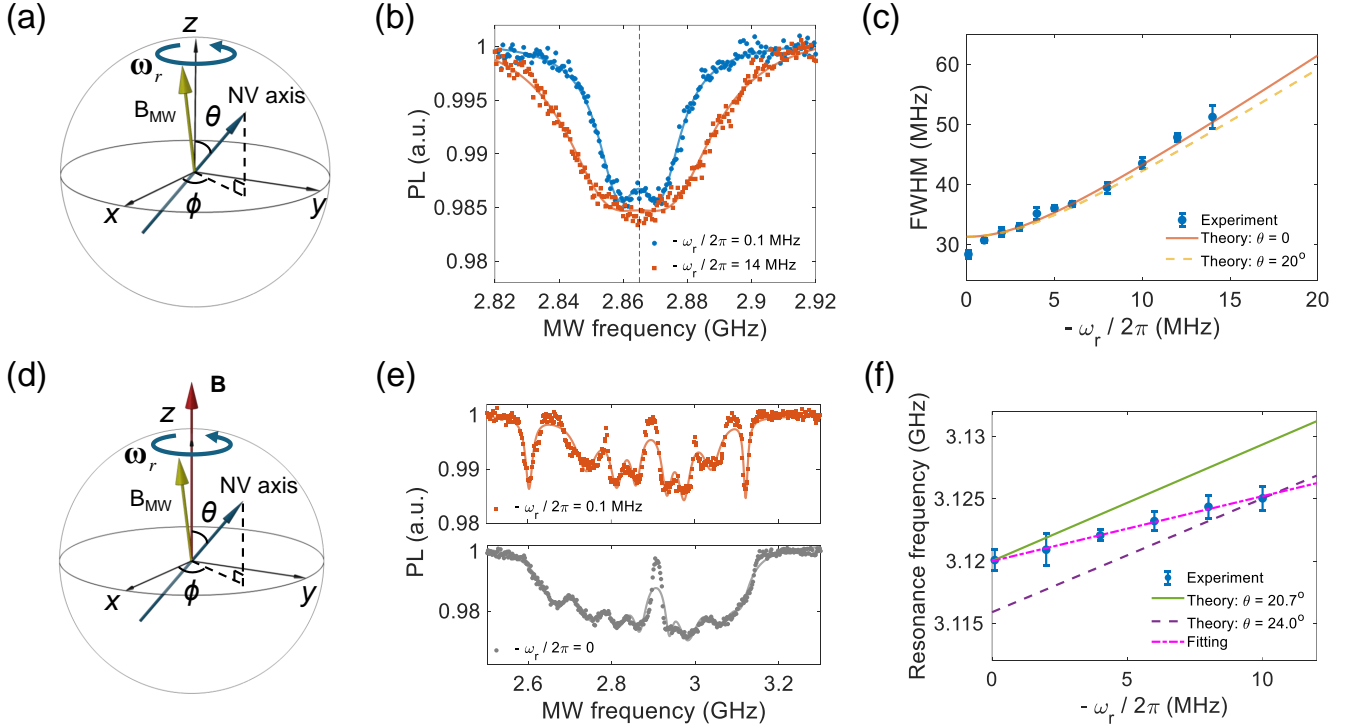 (a)
z
ω_r
B_MW
θ
NV axis
x
ϕ
y
(b)
1
0.995
0.99
0.985
0.98
PL (a.u.)
- ω_r / 2π = 0.1 MHz
- ω_r / 2π = 14 MHz
2.82 2.84 2.86 2.88 2.9 2.92
MW frequency (GHz)
(c)
60
50
40
30
FWHM (MHz)
Experiment
Theory: θ = 0
Theory: θ = 20°
0 5 10 15 20
- ω_r / 2π (MHz)
(d)
B
z
ω_r
B_MW
θ
NV axis
x
ϕ
y
(e)
1
0.99
0.98
- ω_r / 2π = 0.1 MHz
PL (a.u.)
1
0.98
- ω_r / 2π = 0
2.6 2.8 3 3.2
MW frequency (GHz)
(f)
3.13
3.125
3.12
3.115
Resonance frequency (GHz)
Experiment
Theory: θ = 20.7°
Theory: θ = 24.0°
Fitting
0 5 10
- ω_r / 2π (MHz)